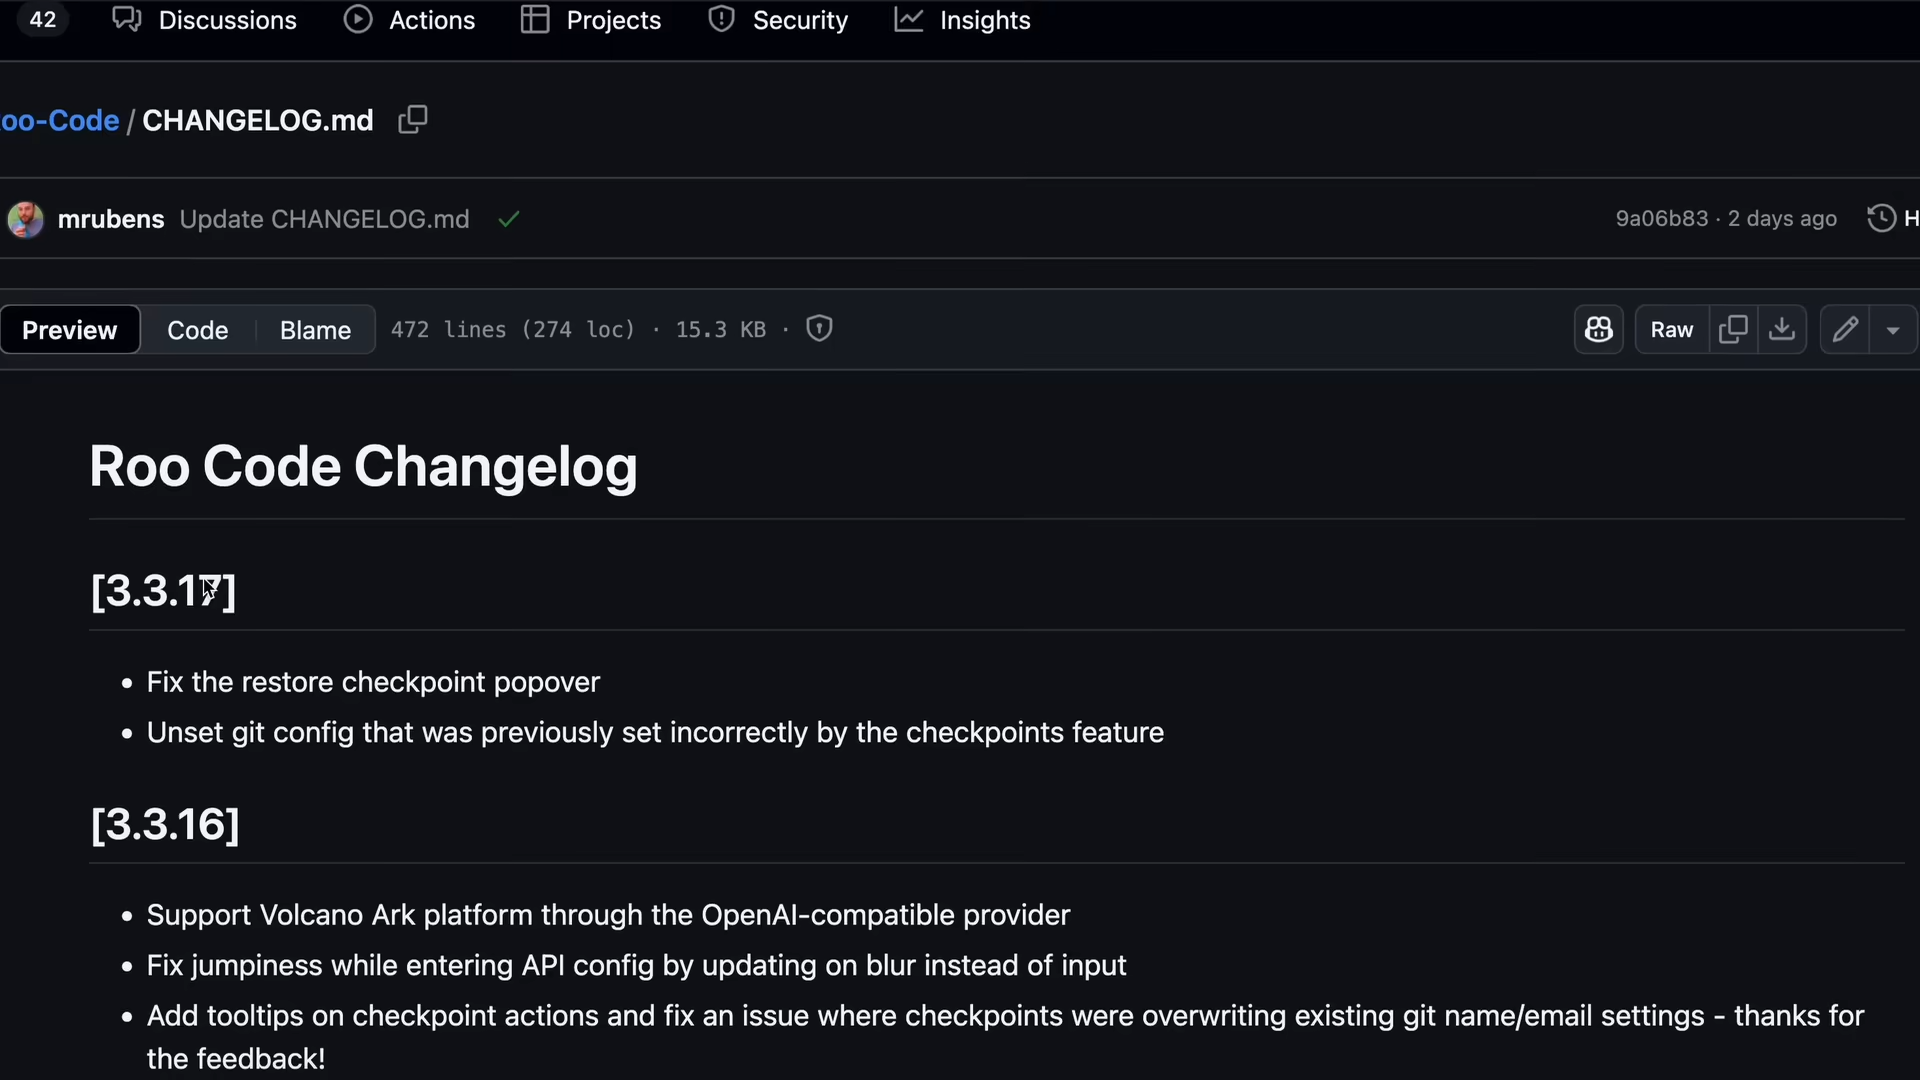 42 Discussions Actions Projects Security Insights
oo-Code / CHANGELOG.md
mrubens Update CHANGELOG.md 9a06b83 · 2 days ago H
Preview Code Blame 472 lines (274 loc) · 15.3 KB · Raw
Roo Code Changelog
[3.3.17]
• Fix the restore checkpoint popover
• Unset git config that was previously set incorrectly by the checkpoints feature
[3.3.16]
• Support Volcano Ark platform through the OpenAI-compatible provider
• Fix jumpiness while entering API config by updating on blur instead of input
• Add tooltips on checkpoint actions and fix an issue where checkpoints were overwriting existing git name/email settings - thanks for
the feedback!